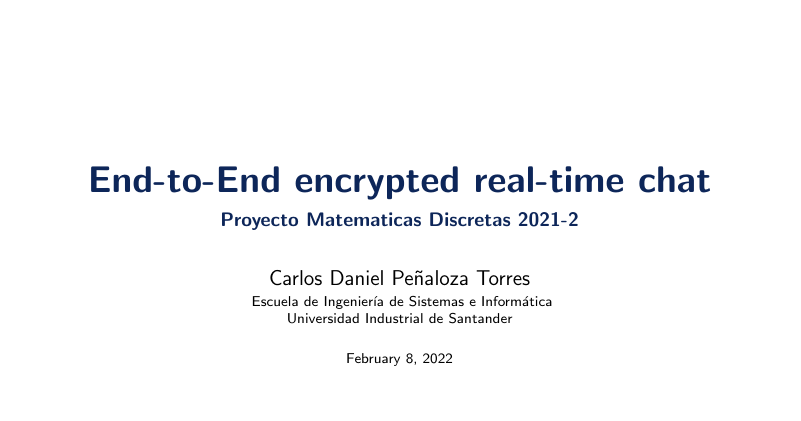 End-to-End encrypted real-time chat
Proyecto Matematicas Discretas 2021-2
Carlos Daniel Peñaloza Torres
Escuela de Ingeniería de Sistemas e Informática
Universidad Industrial de Santander
February 8, 2022